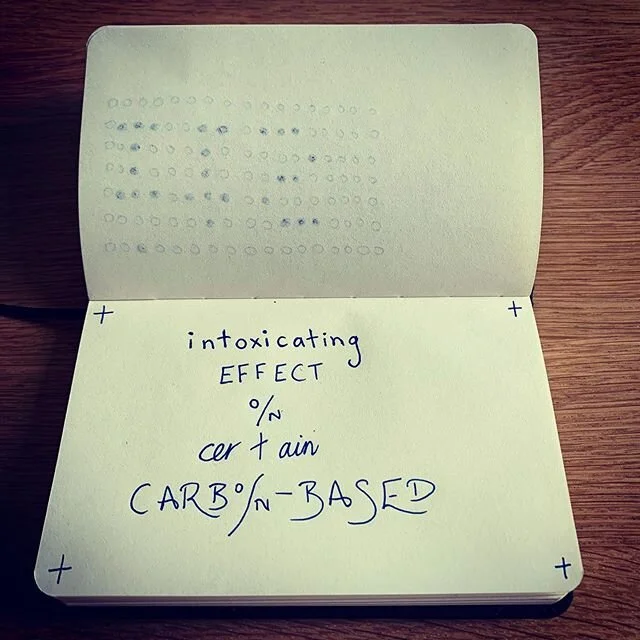 intoxicating
EFFECT
o/N
cer t ain
CARBo/N-BASED